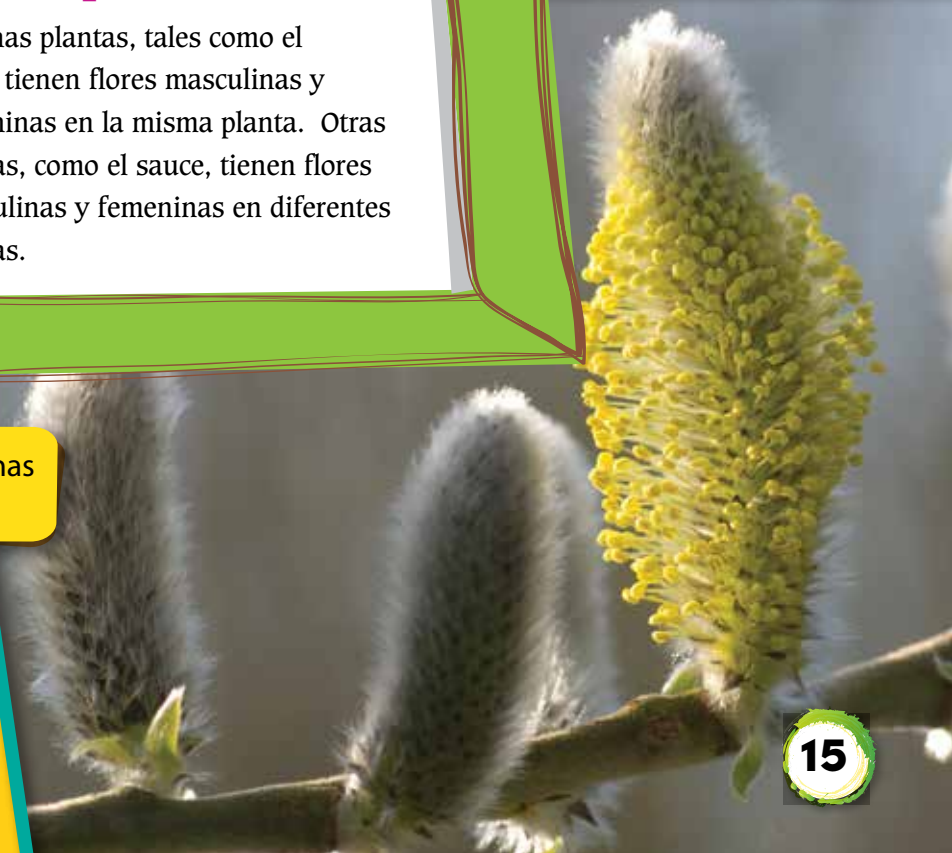 nas plantas, tales como el
tienen flores masculinas y
ninas en la misma planta. Otras
as, como el sauce, tienen flores
ulinas y femeninas en diferentes
as.
nas
15